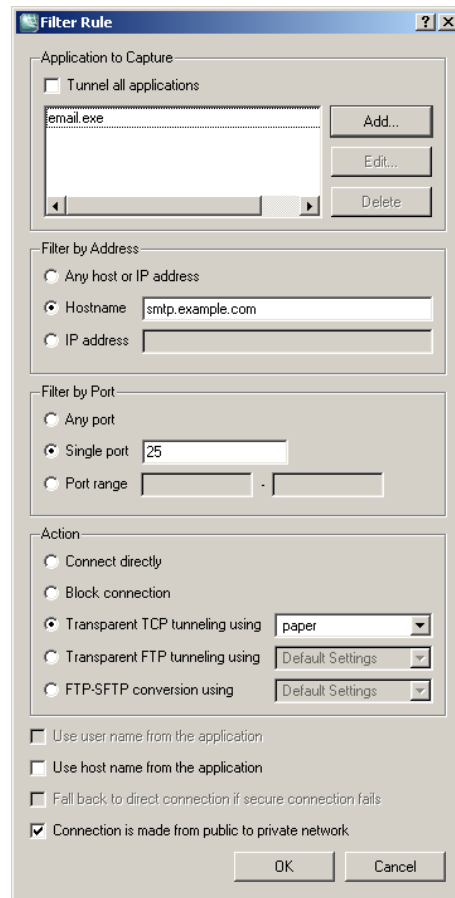 Filter Rule
Application to Capture
Tunnel all applications
email.exe
Add...
Edit...
Delete
Filter by Address
Any host or IP address
Hostname smtp.example.com
IP address
Filter by Port
Any port
Single port 25
Port range -
Action
Connect directly
Block connection
Transparent TCP tunneling using paper
Transparent FTP tunneling using Default Settings
FTP-SFTP conversion using Default Settings
Use user name from the application
Use host name from the application
Fall back to direct connection if secure connection fails
Connection is made from public to private network
OK Cancel